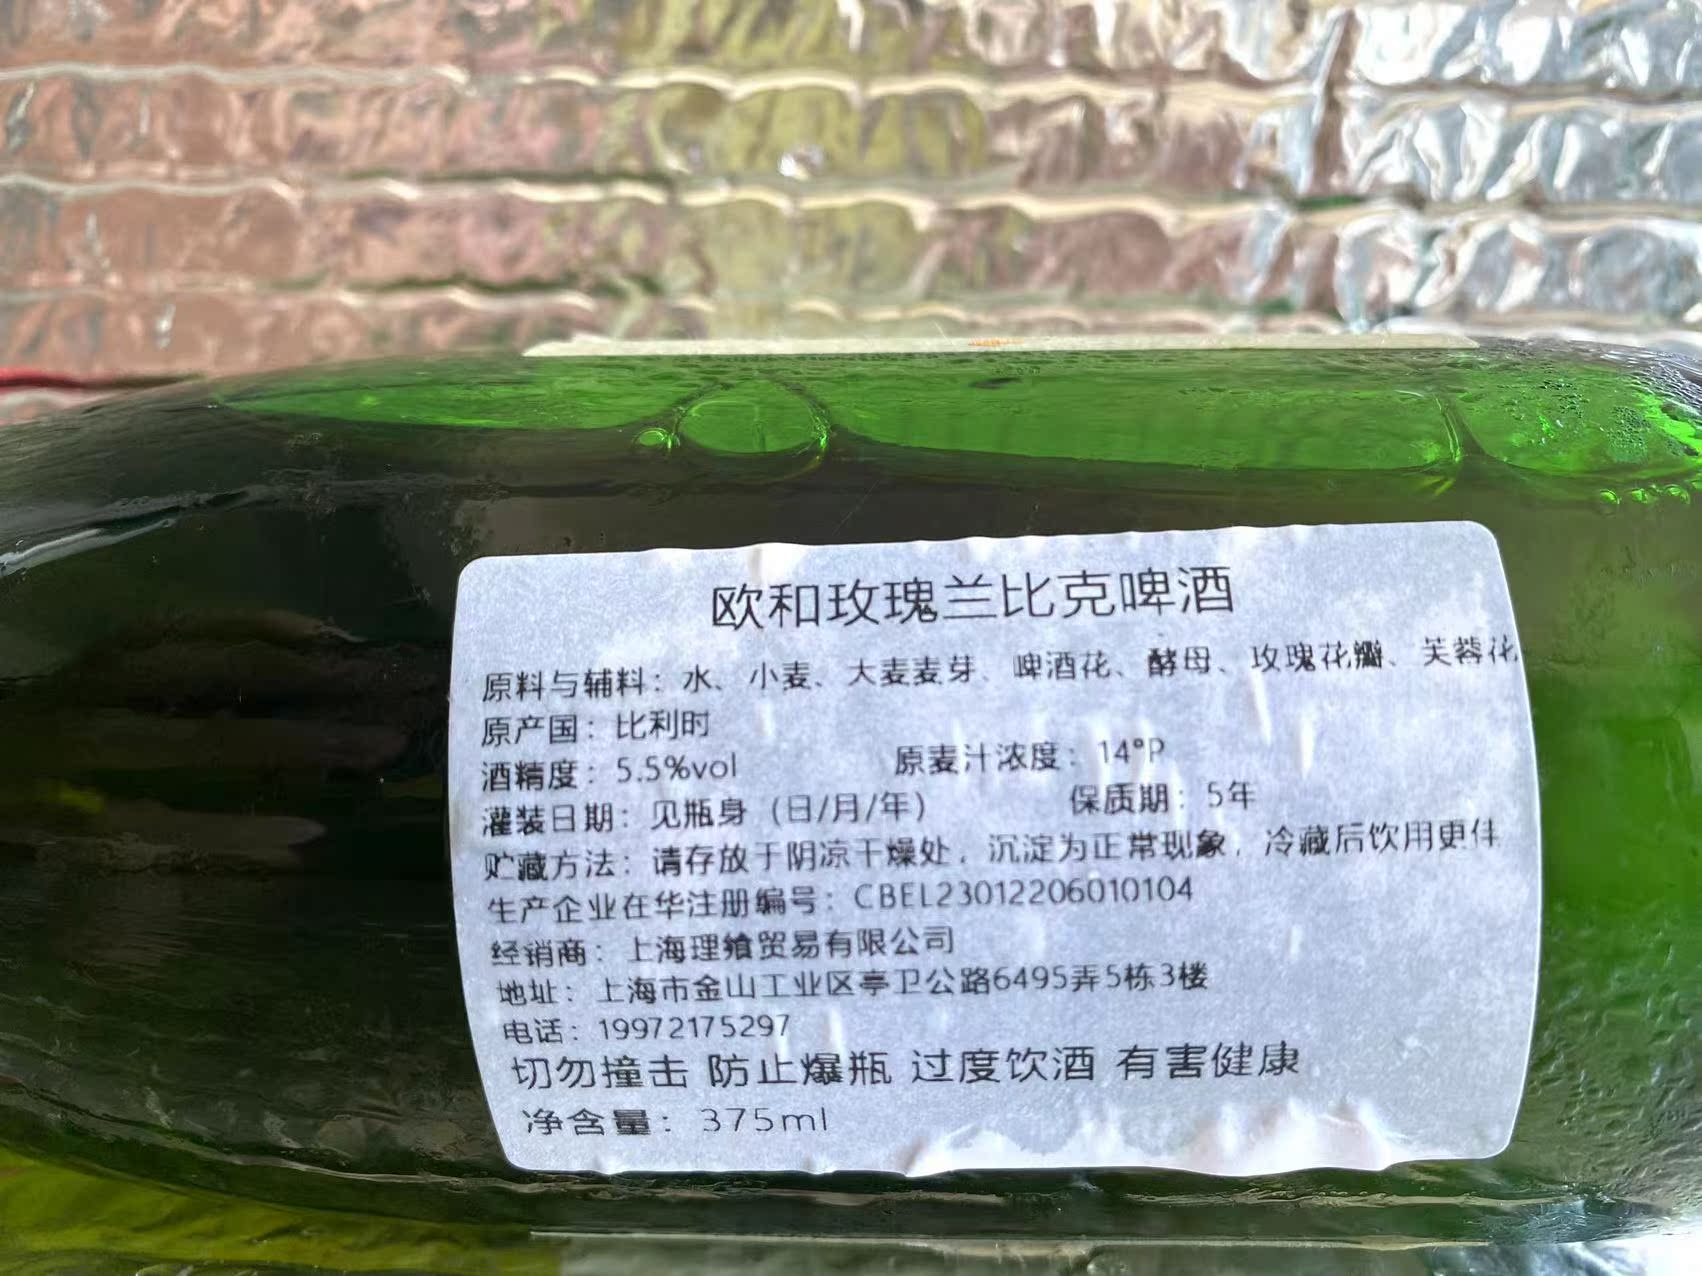 欧和玫瑰兰比克啤酒
原料与辅料：水、小麦、大麦麦芽、啤酒花、酵母、玫瑰花瓣、芙蓉花
原产国：比利时
酒精度：5.5%vol 原麦汁浓度：14°P
灌装日期：见瓶身（日/月/年） 保质期：5年
贮藏方法：请存放于阴凉干燥处，沉淀为正常现象，冷藏后饮用更佳
生产企业在华注册编号：CBEL23012206010104
经销商：上海理飨贸易有限公司
地址：上海市金山工业区亭卫公路6495弄5栋3楼
电话：19972175297
切勿撞击 防止爆瓶 过度饮酒 有害健康
净含量：375ml